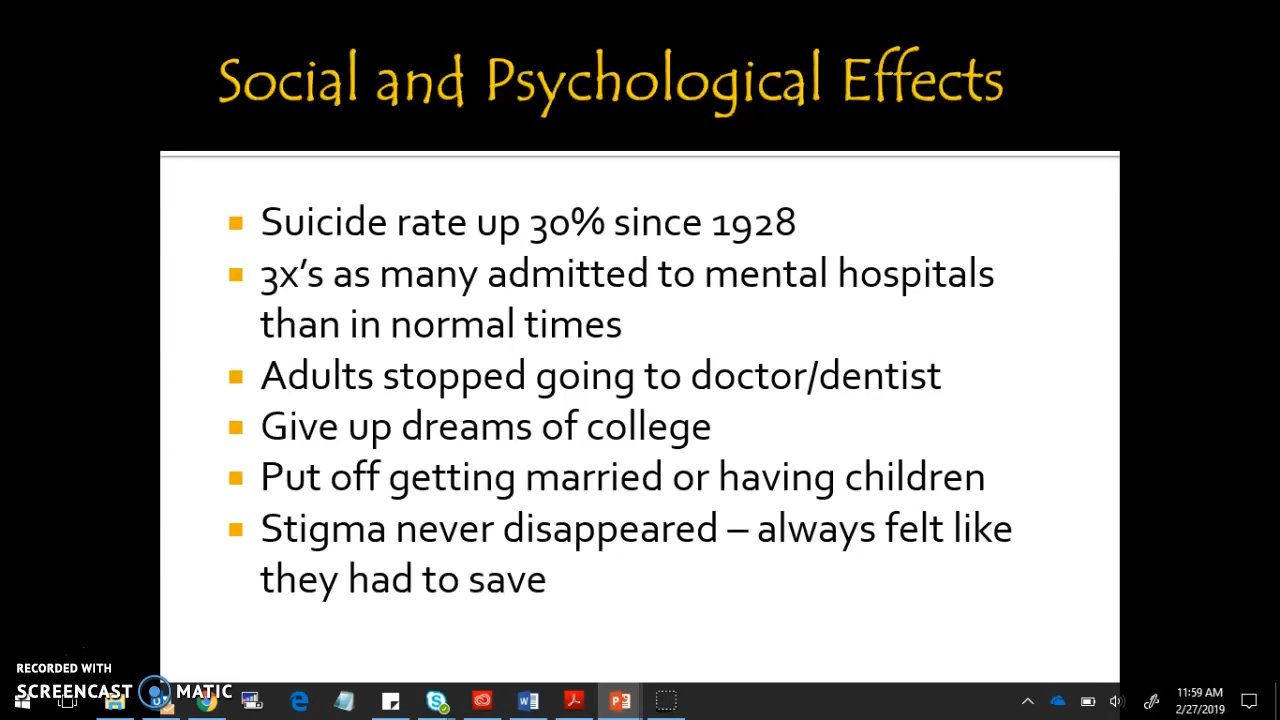 Social and Psychological Effects
Suicide rate up 30% since 1928
3x's as many admitted to mental hospitals
than in normal times
Adults stopped going to doctor/dentist
Give up dreams of college
Put off getting married or having children
Stigma never disappeared – always felt like
they had to save
RECORDED WITH
SCREENCAST MATIC
11:59 AM
2/27/2019